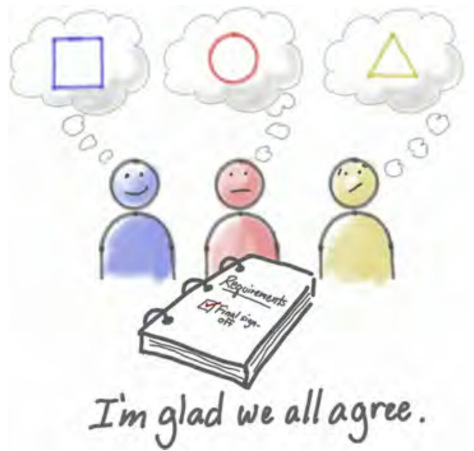 Requirements
Final sign-
off
I'm glad we all agree.